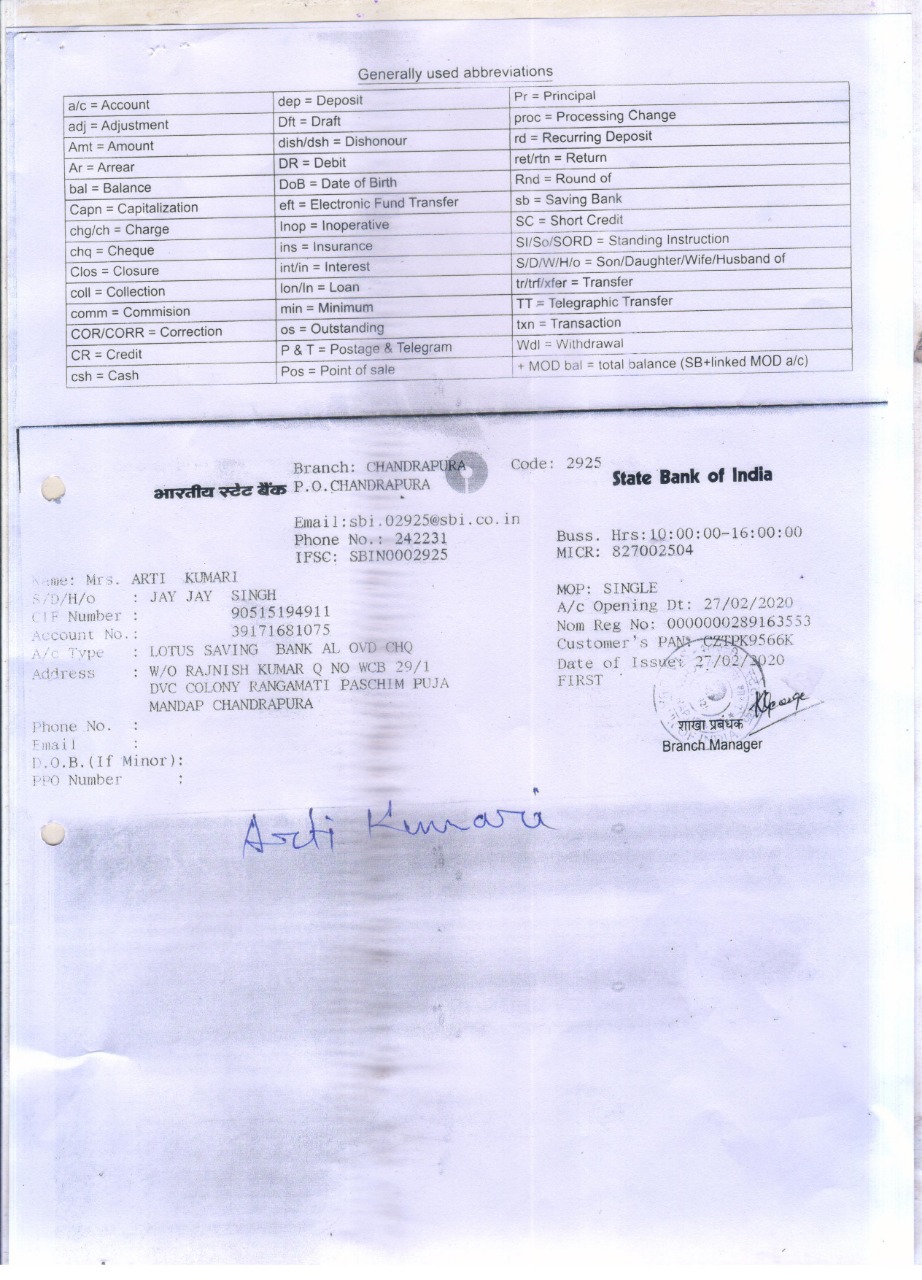 Generally used abbreviations
a/c = Account
adj = Adjustment
Amt = Amount
Ar = Arrear
bal = Balance
Capn = Capitalization
chg/ch = Charge
chq = Cheque
Clos = Closure
coll = Collection
comm = Commision
COR/CORR = Correction
CR = Credit
csh = Cash
dep = Deposit
Dft = Draft
dish/dsh = Dishonour
DR = Debit
DoB = Date of Birth
eft = Electronic Fund Transfer
Inop = Inoperative
ins = Insurance
int/in = Interest
lon/ln = Loan
min = Minimum
os = Outstanding
P & T = Postage & Telegram
Pos = Point of sale
Pr = Principal
proc = Processing Change
rd = Recurring Deposit
ret/rtn = Return
Rnd = Round of
sb = Saving Bank
SC = Short Credit
SI/So/SORD = Standing Instruction
S/D/W/H/o = Son/Daughter/Wife/Husband of
tr/trf/xfer = Transfer
TT = Telegraphic Transfer
txn = Transaction
Wdl = Withdrawal
+ MOD bal = total balance (SB+linked MOD a/c)
Branch: CHANDRAPURA Code: 2925
भारतीय स्टेट बैंक P.O.CHANDRAPURA
State Bank of India
Email:sbi.02925@sbi.co.in
Phone No.: 242231
IFSC: SBIN0002925
Buss. Hrs:10:00:00-16:00:00
MICR: 827002504
Name: Mrs. ARTI KUMARI
S/D/H/o : JAY JAY SINGH
CIF Number : 90515194911
Account No.: 39171681075
A/c Type : LOTUS SAVING BANK AL OVD CHQ
Address : W/O RAJNISH KUMAR Q NO WCB 29/1
DVC COLONY RANGAMATI PASCHIM PUJA
MANDAP CHANDRAPURA
Phone No. :
Email :
D.O.B.(If Minor):
PPO Number :
MOP: SINGLE
A/c Opening Dt: 27/02/2020
Nom Reg No: 0000000289163553
Customer's PAN: CZTPK9566K
Date of Issue: 27/02/2020
FIRST
शाखा प्रबंधक
Branch Manager
Arti Kumari